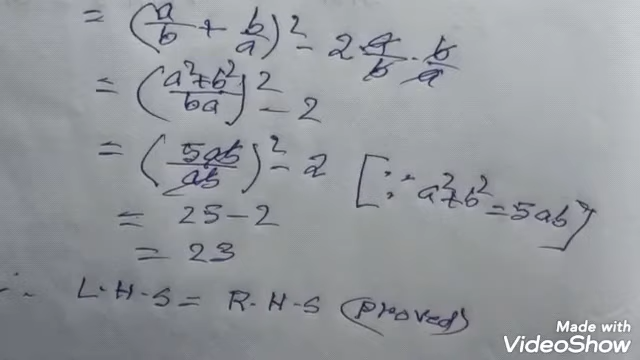 = (a/b + b/a)² - 2 a/b · b/a
= (a²+b²/ba)² - 2
= (5ab/ab)² - 2 [∵ a²+b² = 5ab]
= 25 - 2
= 23
∴ L.H.S = R.H.S (proved)
Made with
VideoShow